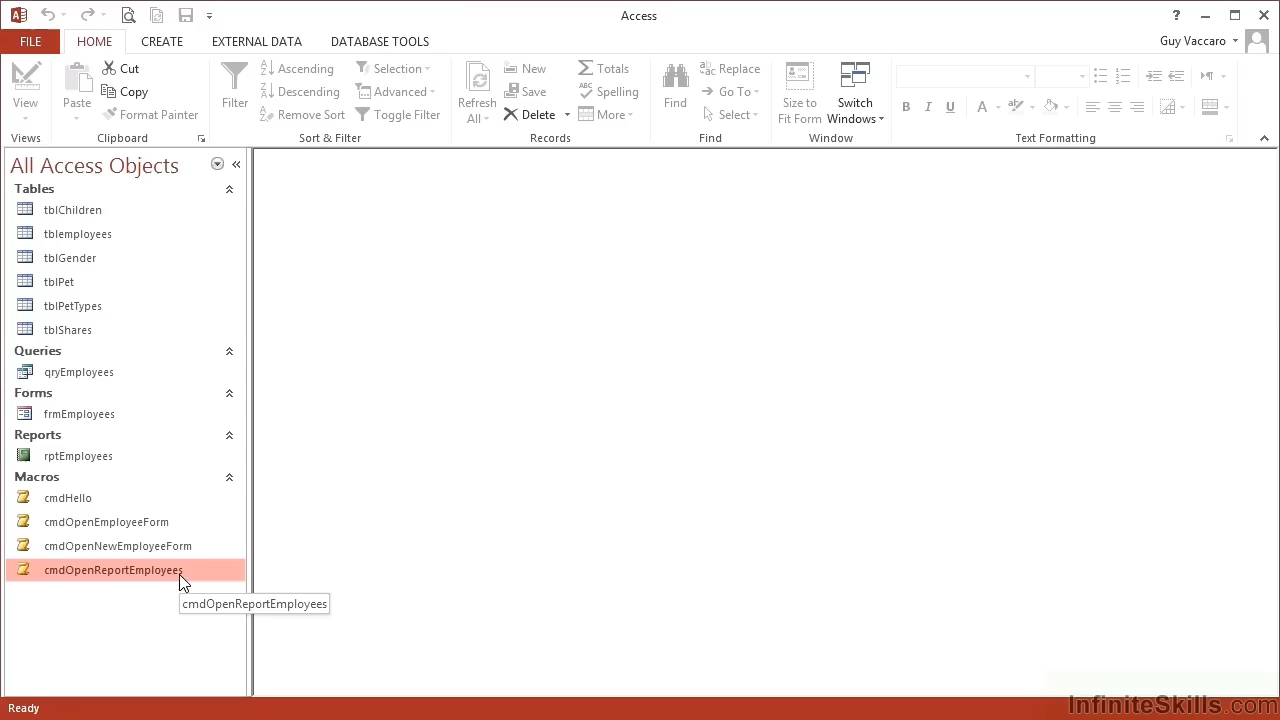 Access
?
Guy Vaccaro
FILE
HOME
CREATE
EXTERNAL DATA
DATABASE TOOLS
View
Views
Paste
Cut
Copy
Format Painter
Clipboard
Filter
Ascending
Descending
Remove Sort
Selection
Toggle
Sort & Filter
Refresh
All
New
Save
Delete
Totals
Spelling
More
Records
Find
Replace
Go To
Select
Find
Size to
Fit Form
Switch
Windows
Window
B I U A
Text Formatting
All Access Objects
Tables
tblChildren
tblemployees
tblGender
tblPet
tblPetTypes
tblShares
Queries
qryEmployees
Forms
frmEmployees
Reports
rptEmployees
Macros
cmdHello
cmdOpenEmployeeForm
cmdOpenNewEmployeeForm
cmdOpenReportEmployees
cmdOpenReportEmployees
Ready
InfiniteSkills.com